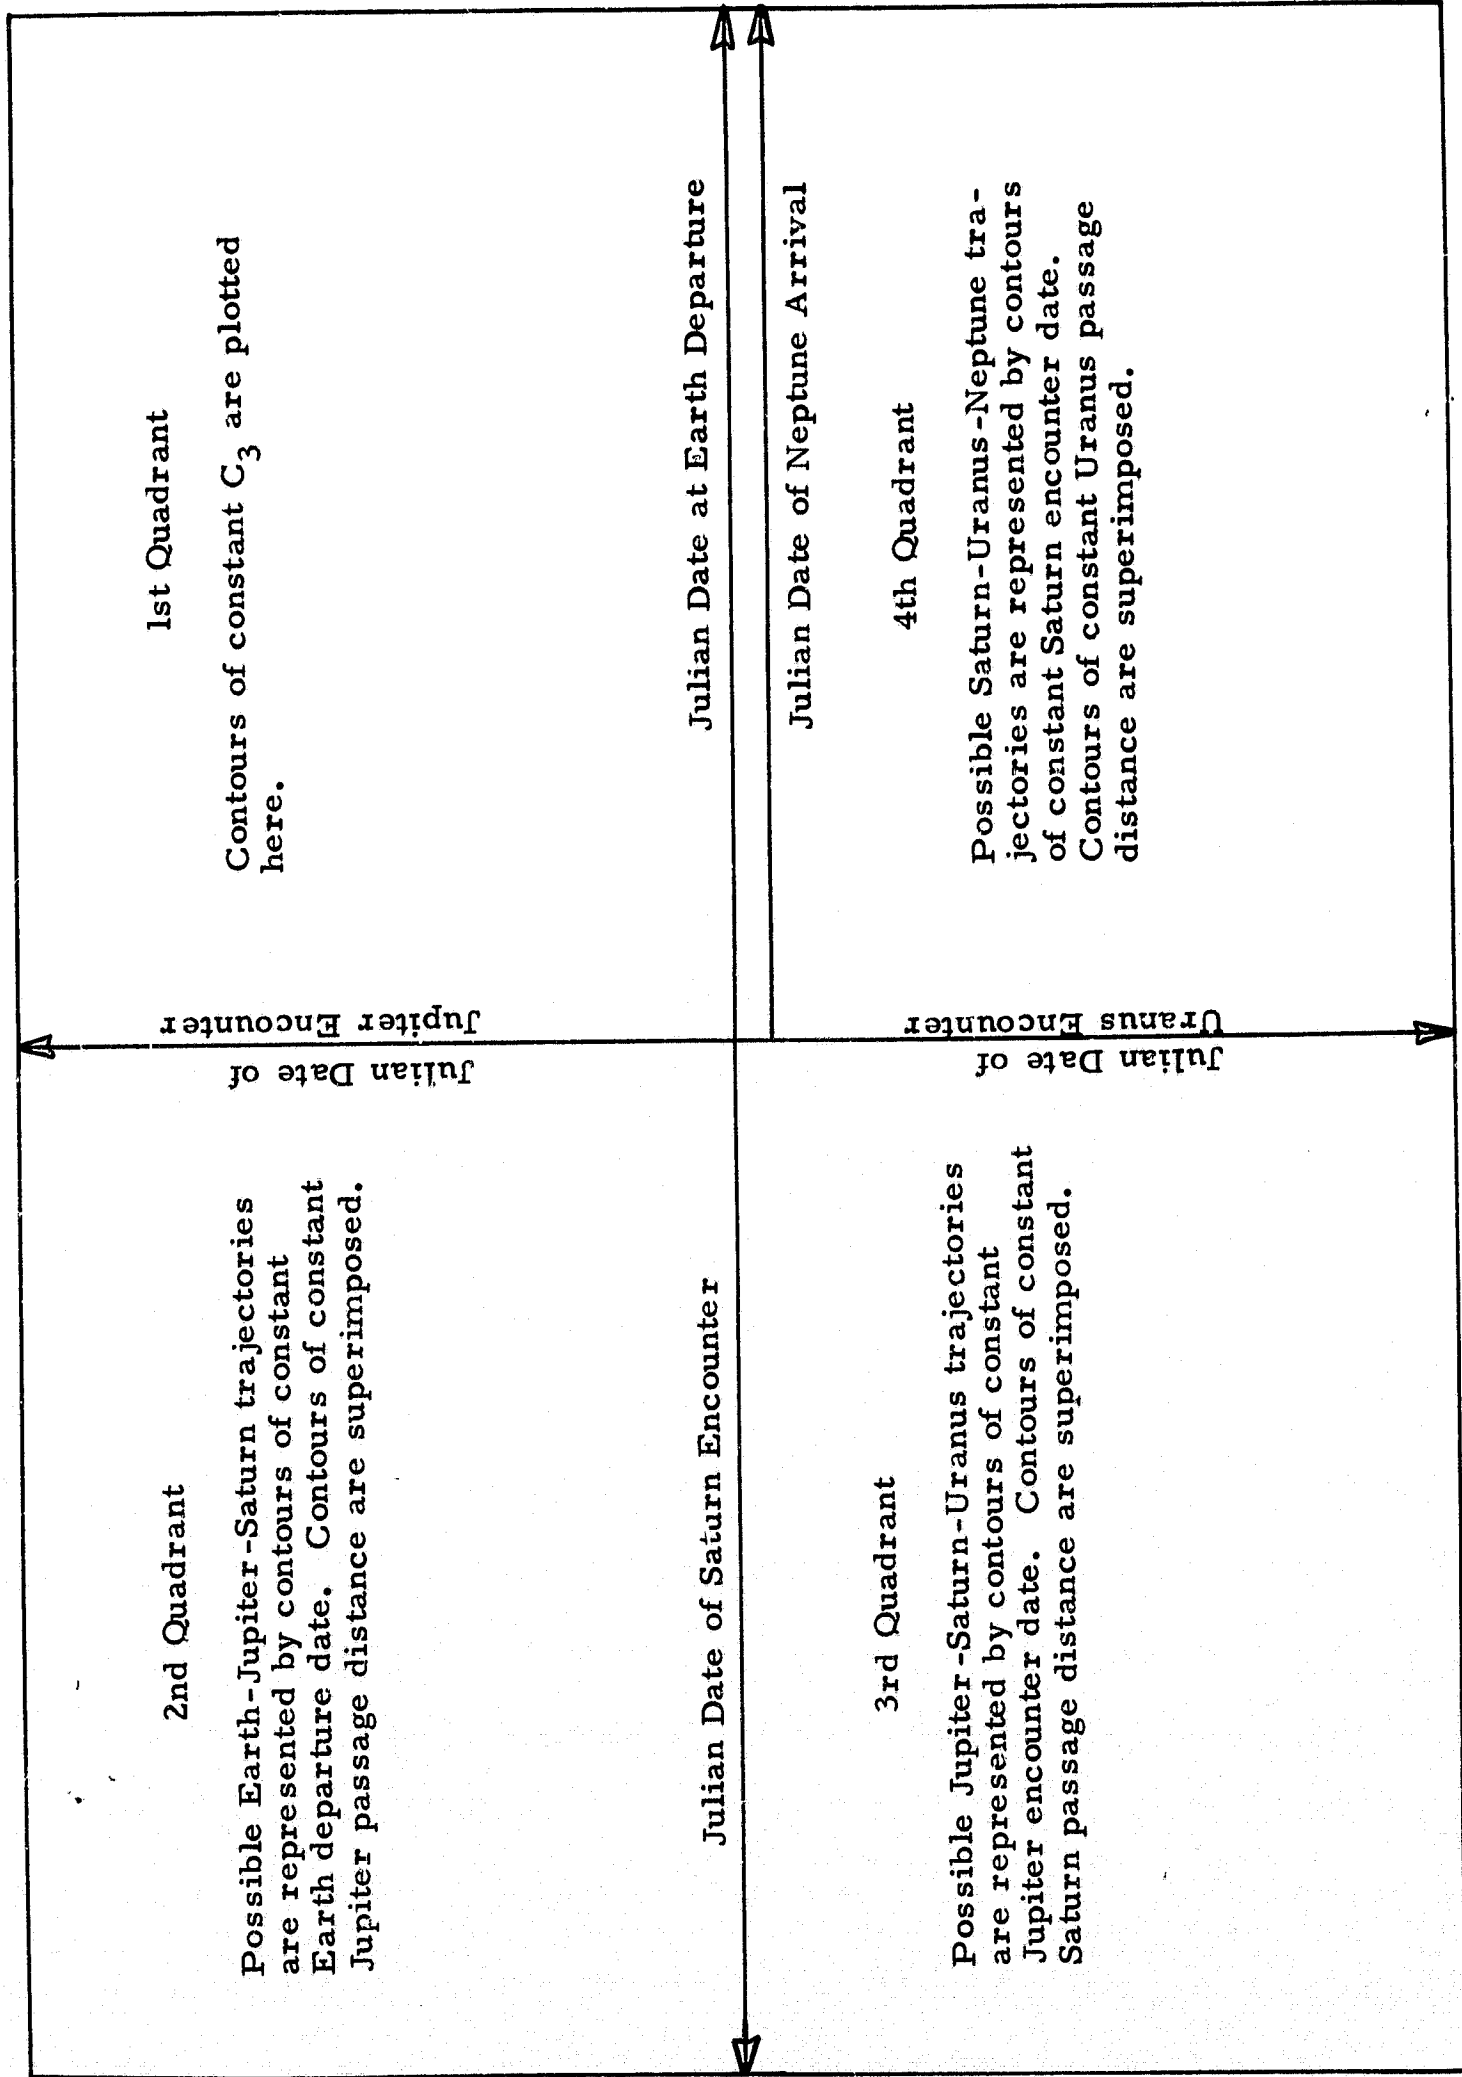 2nd Quadrant
Possible Earth-Jupiter-Saturn trajectories
are represented by contours of constant
Earth departure date. Contours of constant
Jupiter passage distance are superimposed.
Julian Date of
Jupiter Encounter
1st Quadrant
Contours of constant C3 are plotted
here.
Julian Date of Saturn Encounter
Julian Date at Earth Departure
Julian Date of Neptune Arrival
3rd Quadrant
Possible Jupiter-Saturn-Uranus trajectories
are represented by contours of constant
Jupiter encounter date. Contours of constant
Saturn passage distance are superimposed.
Julian Date of
Uranus Encounter
4th Quadrant
Possible Saturn-Uranus-Neptune tra-
jectories are represented by contours
of constant Saturn encounter date.
Contours of constant Uranus passage
distance are superimposed.